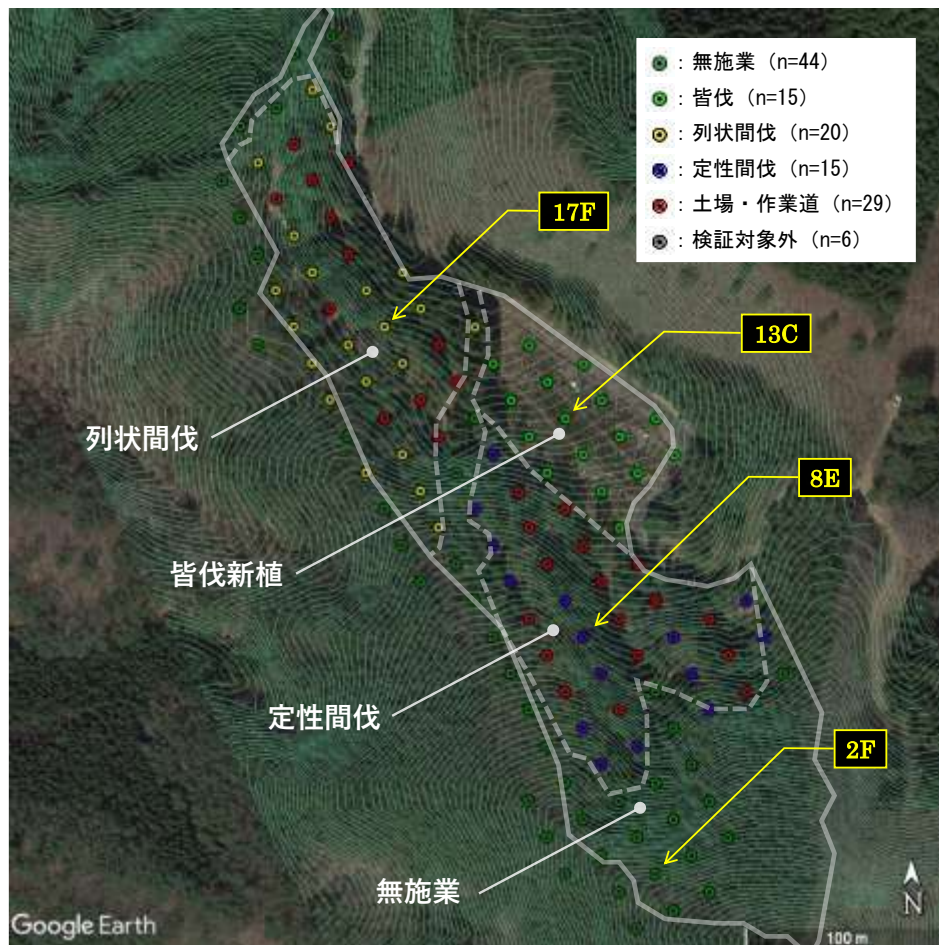 ：無施業（n=44）
：皆伐（n=15）
：列状間伐（n=20）
：定性間伐（n=15）
：土場・作業道（n=29）
：検証対象外（n=6）
17F
13C
列状間伐
8E
皆伐新植
定性間伐
2F
無施業
N
Google Earth
100 m